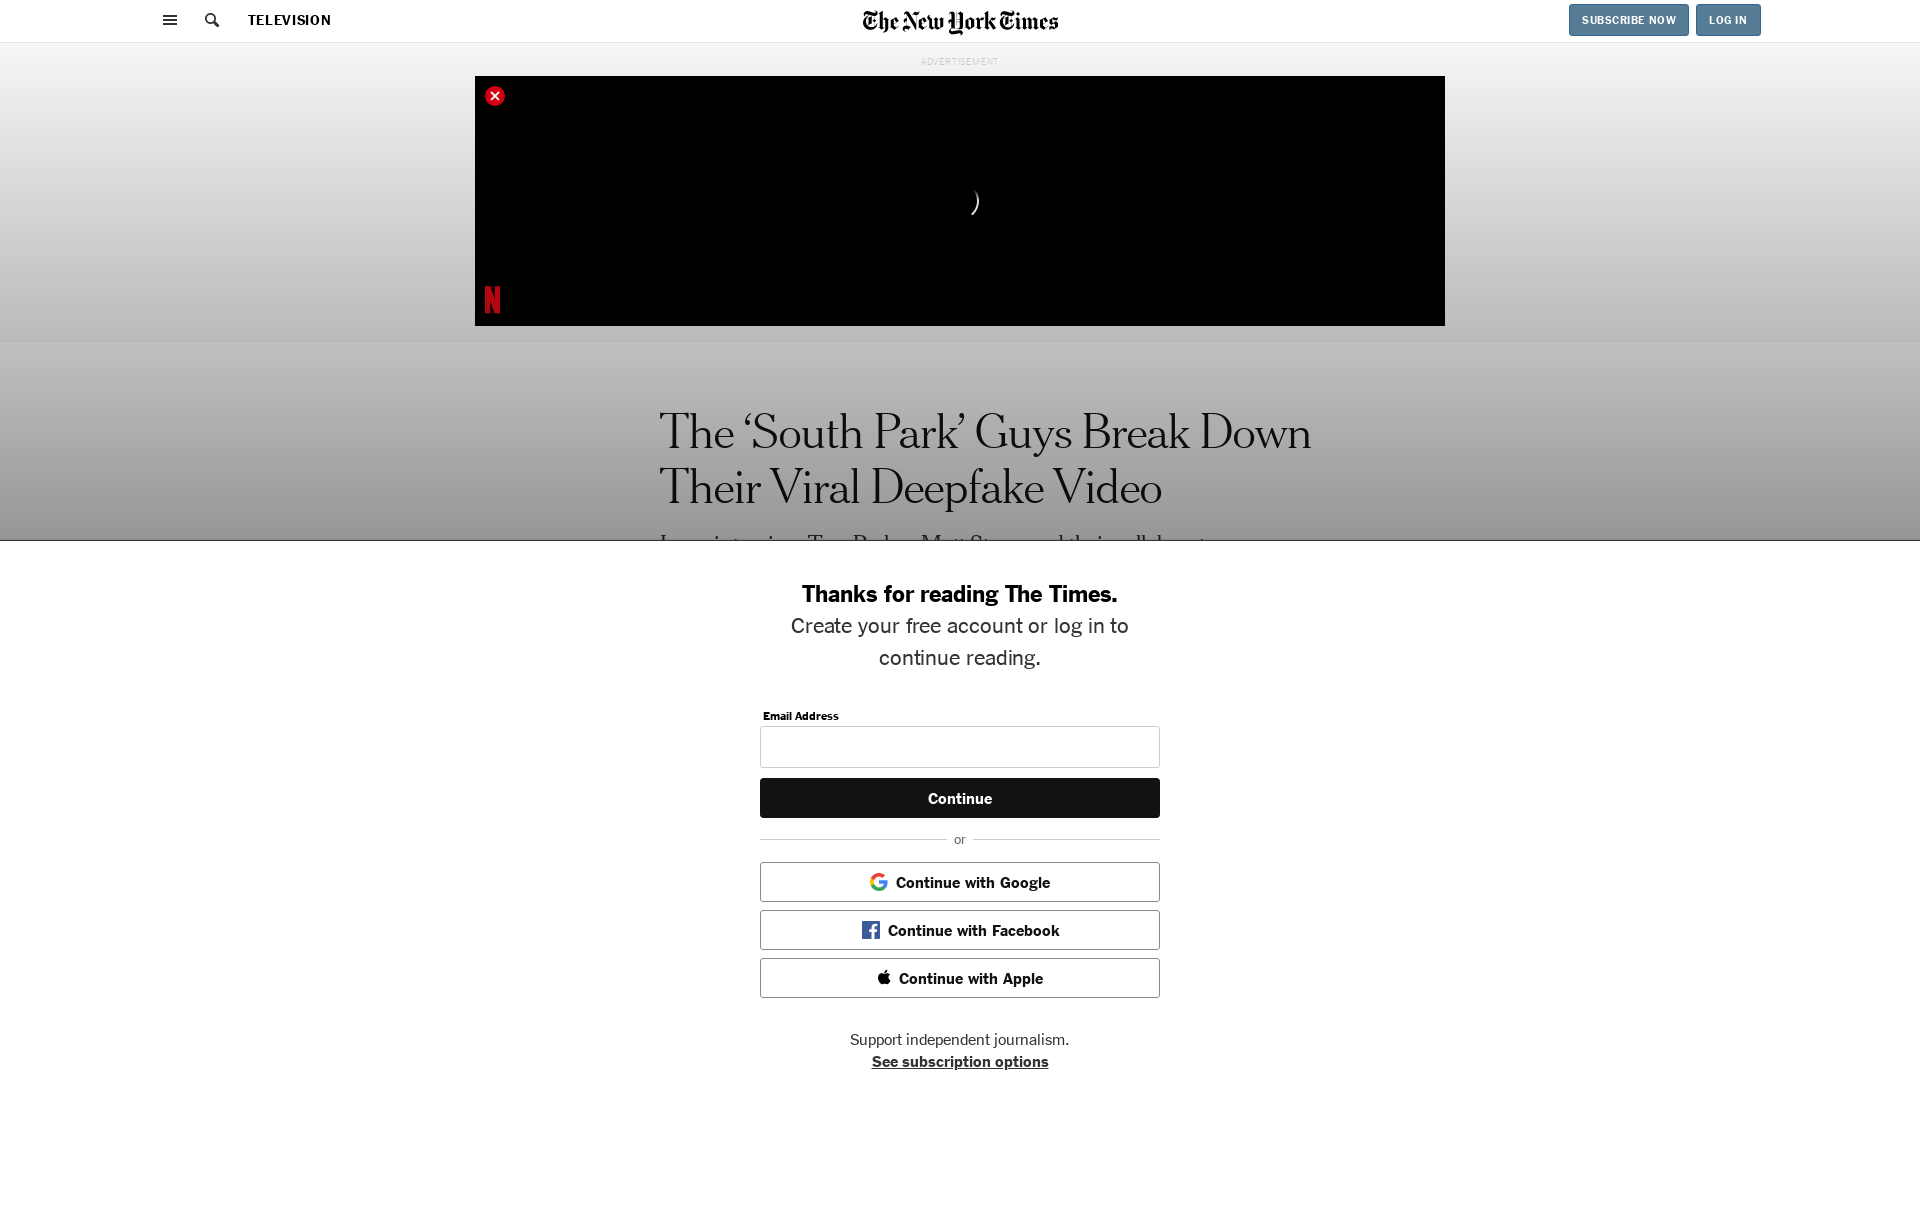 TELEVISION
The New York Times
SUBSCRIBE NOW
LOG IN
ADVERTISEMENT
N
The ‘South Park’ Guys Break Down
Their Viral Deepfake Video
Thanks for reading The Times.
Create your free account or log in to
continue reading.
Email Address
Continue
or
Continue with Google
Continue with Facebook
Continue with Apple
Support independent journalism.
See subscription options